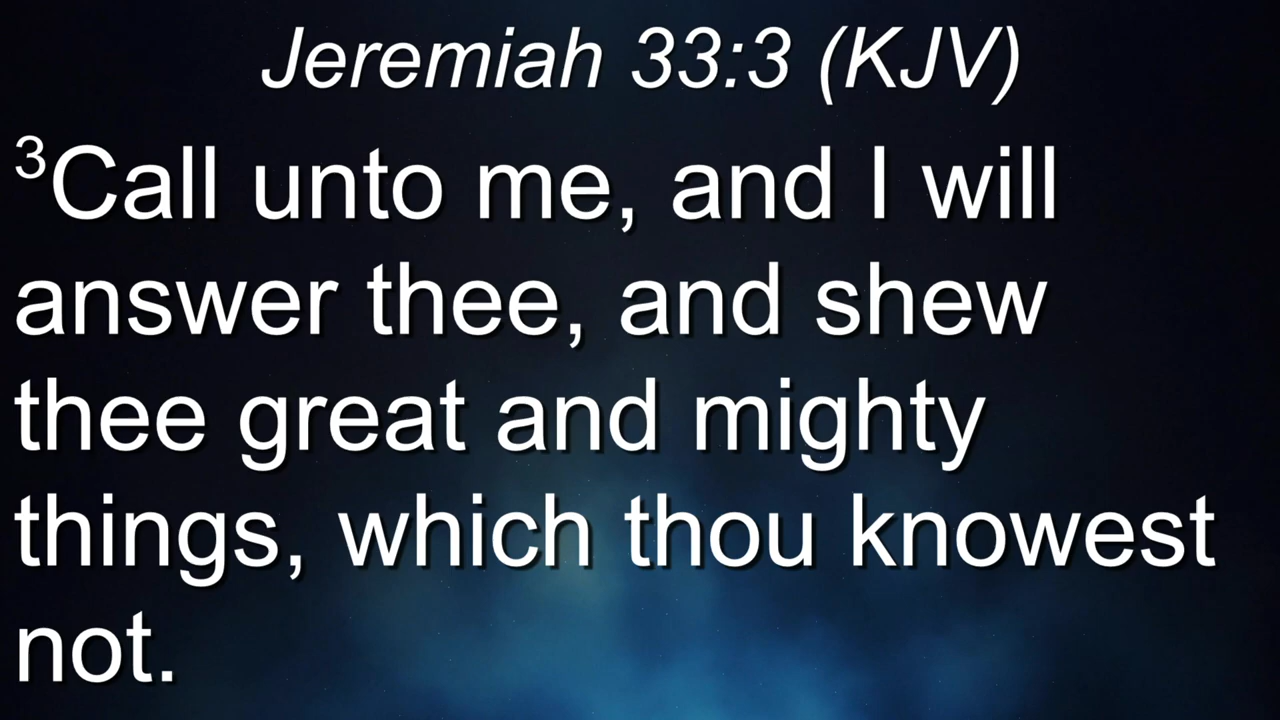 Jeremiah 33:3 (KJV)
³Call unto me, and I will
answer thee, and shew
thee great and mighty
things, which thou knowest
not.